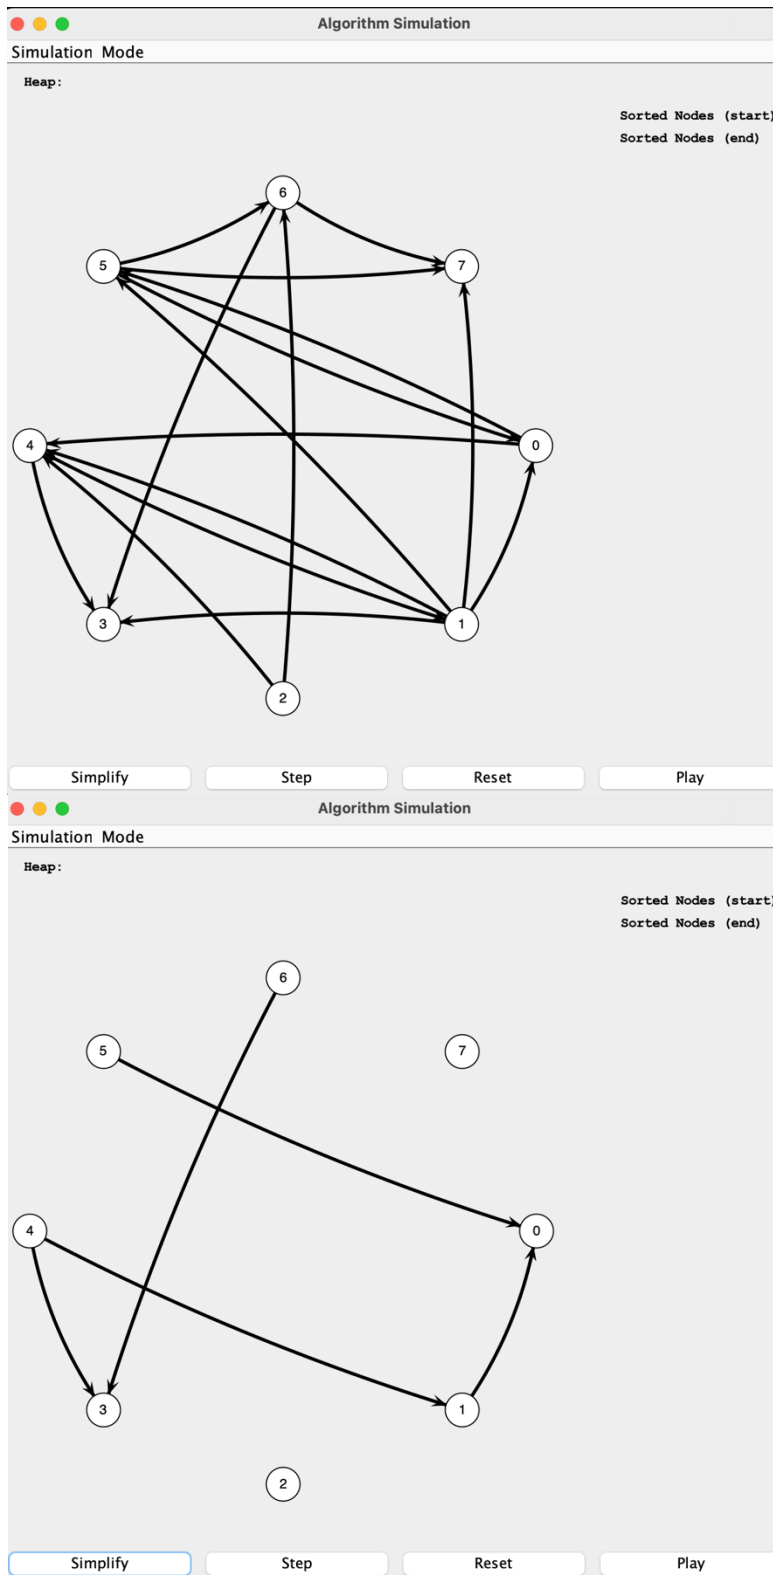 Algorithm Simulation
Simulation Mode
Heap:
Sorted Nodes (start)
Sorted Nodes (end)
6
5
7
4
0
3
1
2
Simplify Step Reset Play
Algorithm Simulation
Simulation Mode
Heap:
Sorted Nodes (start)
Sorted Nodes (end)
6
5
7
4
0
3
1
2
Simplify Step Reset Play